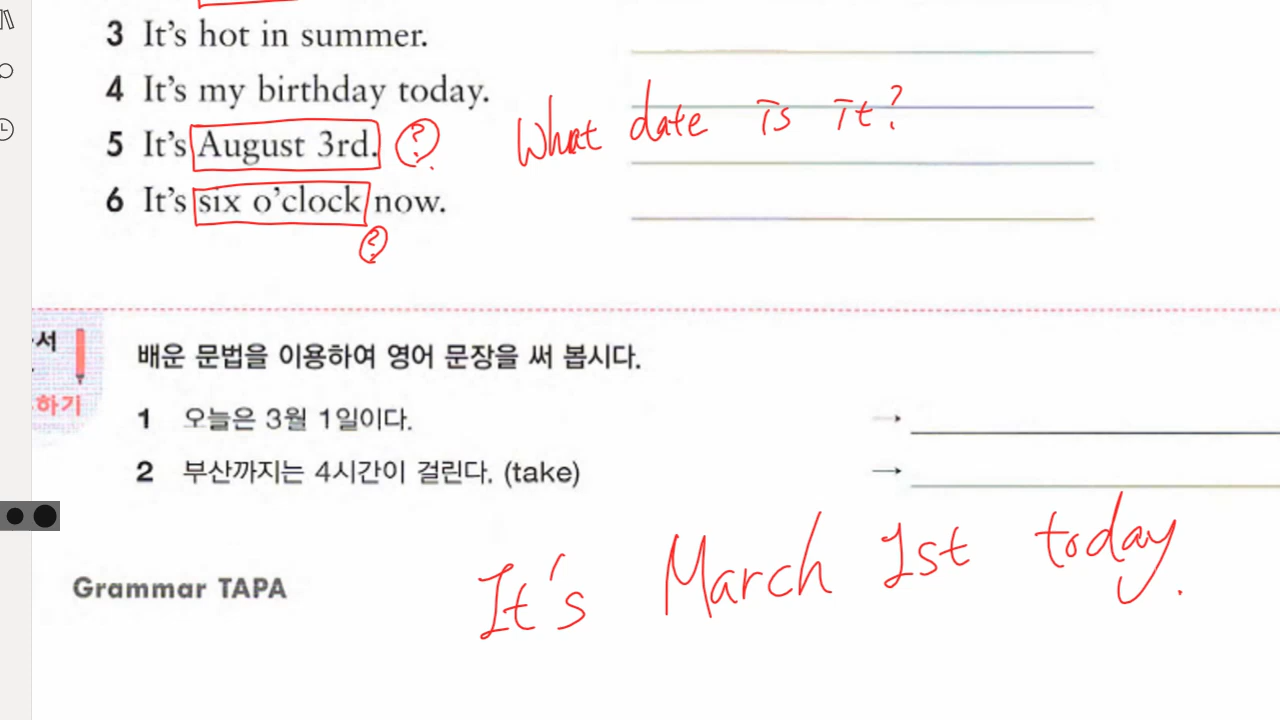 3 It's hot in summer.
4 It's my birthday today.
What date is it?
5 It's August 3rd. ?
6 It's six o'clock now.
?
서
하기
배운 문법을 이용하여 영어 문장을 써 봅시다.
1 오늘은 3월 1일이다. →
2 부산까지는 4시간이 걸린다. (take) →
It's March 1st today.
Grammar TAPA